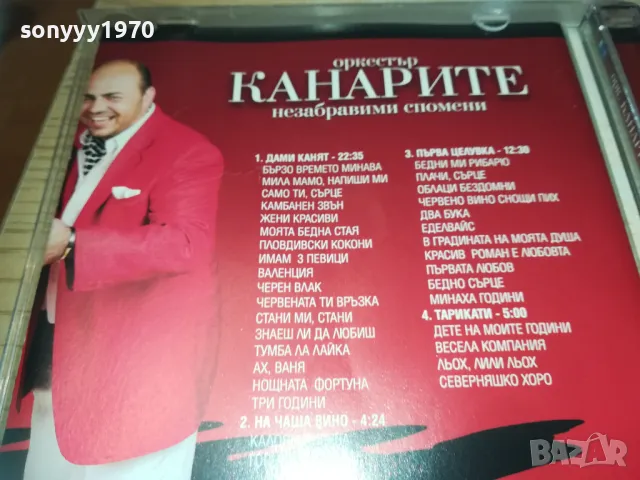 sonyyy1970
оркестър
КАНАРИТЕ
незабравими спомени
1. ДАМИ КАНЯТ - 22:35
БЪРЗО ВРЕМЕТО МИНАВА
МИЛА МАМО, НАПИШИ МИ
САМО ТИ, СЪРЦЕ
КАМБАНЕН ЗВЪН
ЖЕНИ КРАСИВИ
МОЯТА БЕДНА СТАЯ
ПЛОВДИВСКИ КОКОНИ
ИМАМ 3 ПЕВИЦИ
ВАЛЕНЦИЯ
ЧЕРЕН ВЛАК
ЧЕРВЕНАТА ТИ ВРЪЗКА
СТАНИ МИ, СТАНИ
ЗНАЕШ ЛИ ДА ЛЮБИШ
ТУМБА ЛА ЛАЙКА
АХ, ВАНЯ
НОЩНАТА ФОРТУНА
ТРИ ГОДИНИ
2. НА ЧАША ВИНО - 4:24
3. ПЪРВА ЦЕЛУВКА - 12:30
БЕДНИ МИ РИБАРЮ
ПЛАЧИ, СЪРЦЕ
ОБЛАЦИ БЕЗДОМНИ
ЧЕРВЕНО ВИНО СНОЩИ ПИХ
ДВА БУКА
ЕДЕЛВАЙС
В ГРАДИНАТА НА МОЯТА ДУША
КРАСИВ РОМАН Е ЛЮБОВТА
ПЪРВАТА ЛЮБОВ
БЕДНО СЪРЦЕ
МИНАХА ГОДИНИ
4. ТАРИКАТИ - 5:00
ДЕТЕ НА МОИТЕ ГОДИНИ
ВЕСЕЛА КОМПАНИЯ
ЛЬОХ, ЛИЛИ ЛЬОХ
СЕВЕРНЯШКО ХОРО
BAZAR
bg